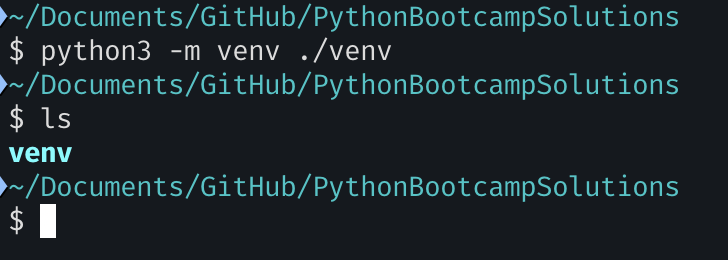 ~/Documents/GitHub/PythonBootcampSolutions
$ python3 -m venv ./venv
~/Documents/GitHub/PythonBootcampSolutions
$ ls
venv
~/Documents/GitHub/PythonBootcampSolutions
$